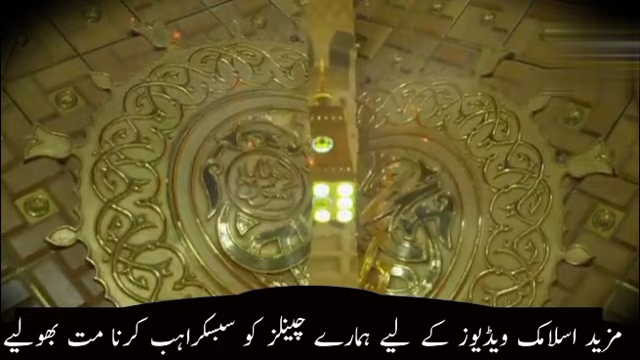 مزید اسلامک ویڈیوز کے لیے ہمارے چینلز کو سبسکراہب کرنا مت بھولیے